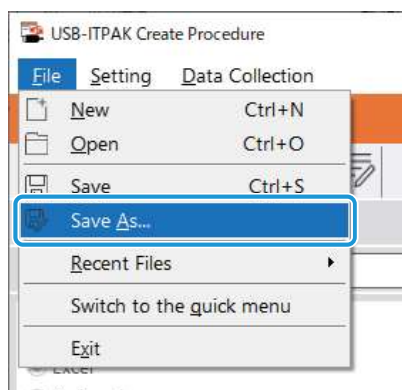 USB-ITPAK Create Procedure
File Setting Data Collection
New Ctrl+N
Open Ctrl+O
Save Ctrl+S
Save As...
Recent Files
Switch to the quick menu
Exit
Excel